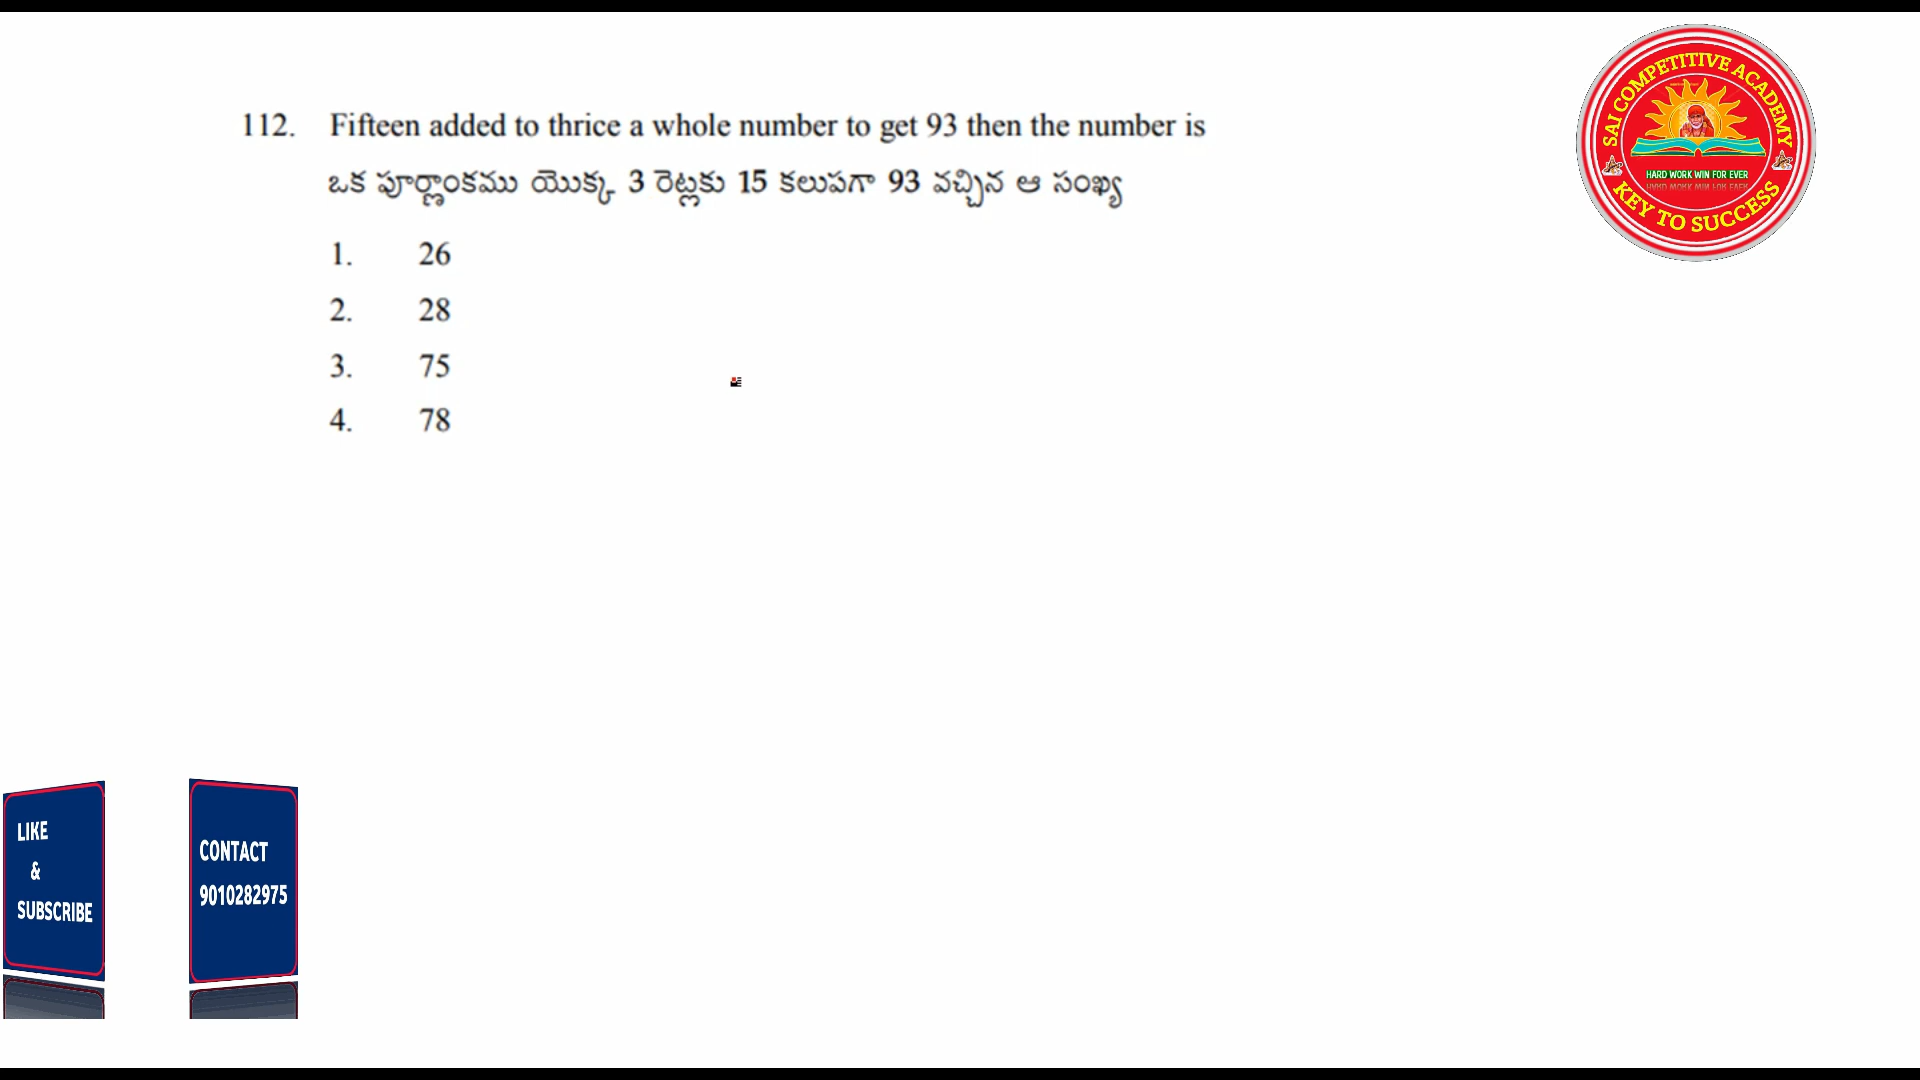 112. Fifteen added to thrice a whole number to get 93 then the number is
ఒక పూర్ణాంకము యొక్క 3 రెట్లకు 15 కలుపగా 93 వచ్చిన ఆ సంఖ్య
1. 26
2. 28
3. 75
4. 78
SAI COMPETITIVE ACADEMY
HARD WORK WIN FOR EVER
KEY TO SUCCESS
LIKE
&
SUBSCRIBE
CONTACT
9010282975